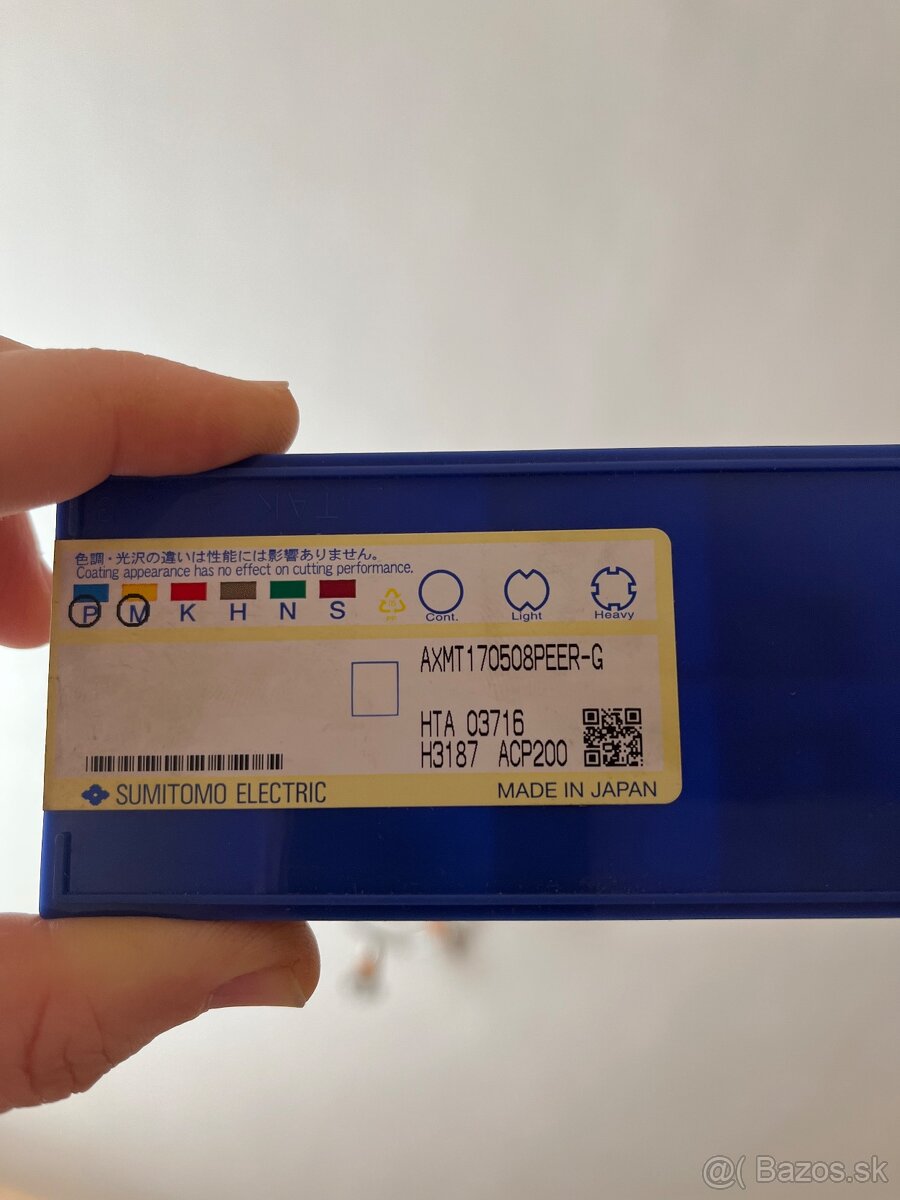 色調・光沢の違いは性能には影響ありません。
Coating appearance has no effect on cutting performance.
P M K H N S
PP
Cont. Light Heavy
AXMT170508PEER-G
HTA 03716
H3187 ACP200
SUMITOMO ELECTRIC
MADE IN JAPAN
@( Bazos.sk